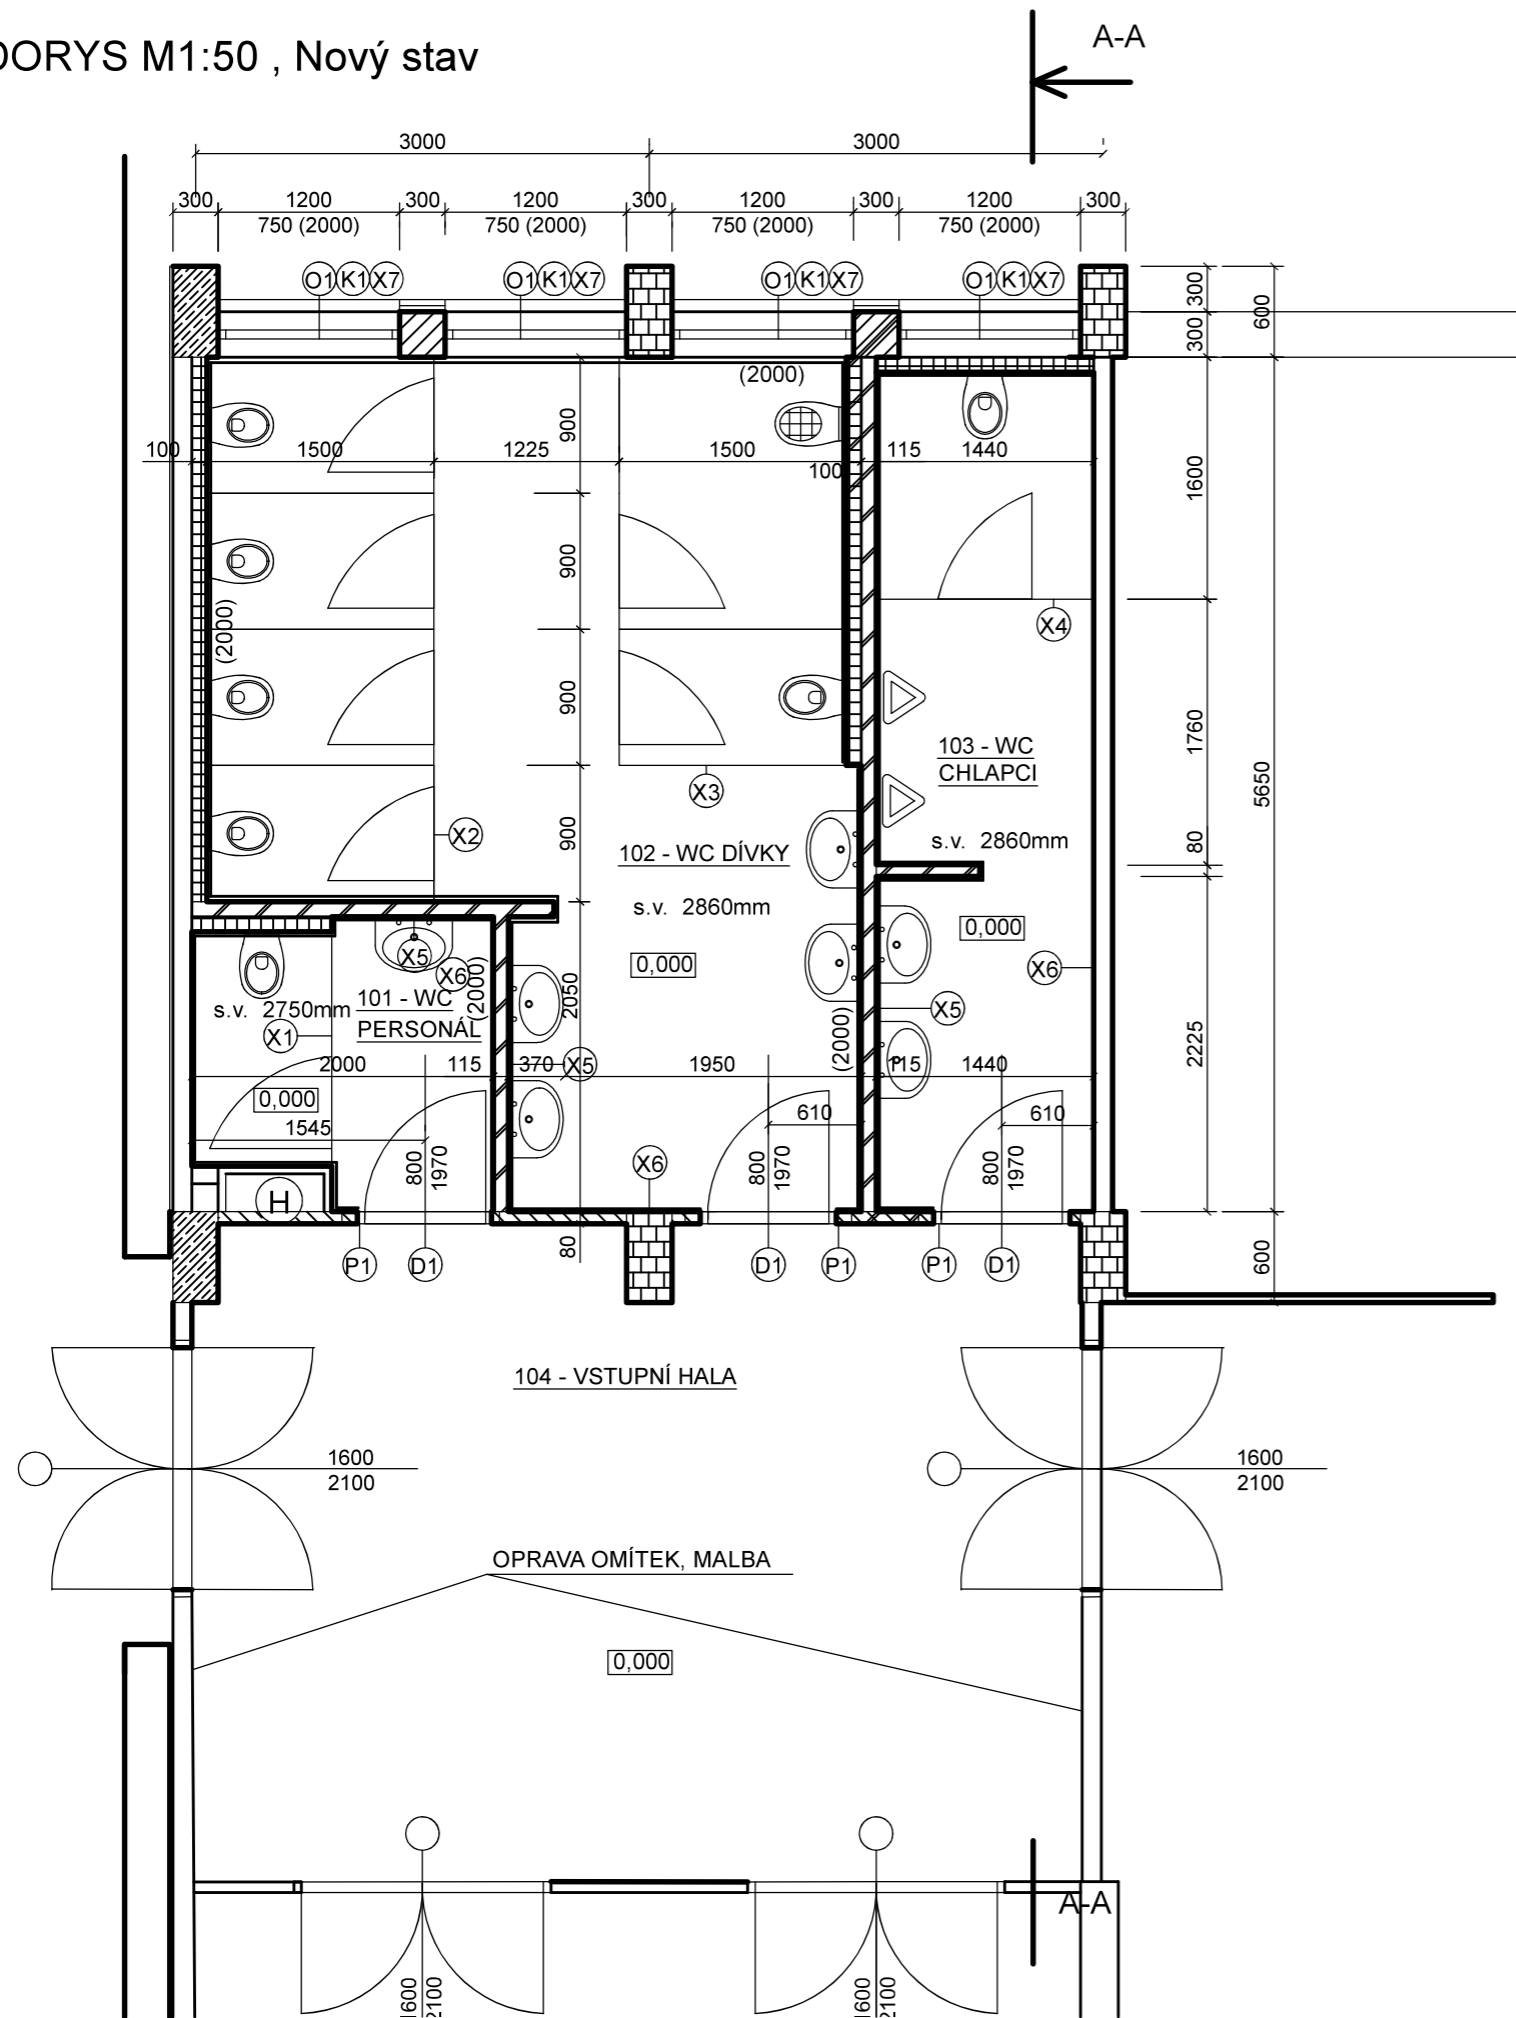 DORYS M1:50 , Nový stav
A-A
3000 3000
300 1200 300 1200 300 1200 300 1200 300
750 (2000) 750 (2000) 750 (2000) 750 (2000)
O1 K1 X7 O1 K1 X7 O1 K1 X7 O1 K1 X7
300
600
300
(2000)
900
100 1500 1225 1500 115 1440
100
1600
900
(2000)
X4
900
1760
103 - WC
CHLAPCI
X3
5650
X2
900
102 - WC DÍVKY
s.v. 2860mm
80
s.v. 2860mm
0,000
0,000
X5
X6
(2000)
X6
2050
s.v. 2750mm
101 - WC
PERSONÁL
X1
X5
(2000)
2225
2000 115 370 X5 1950 115 1440
0,000
610 610
1545
800
1970
800
1970
800
1970
X6
H
80
P1 D1 D1 P1 P1 D1
600
104 - VSTUPNÍ HALA
1600 1600
2100 2100
OPRAVA OMÍTEK, MALBA
0,000
A-A
1600
2100
1600
2100